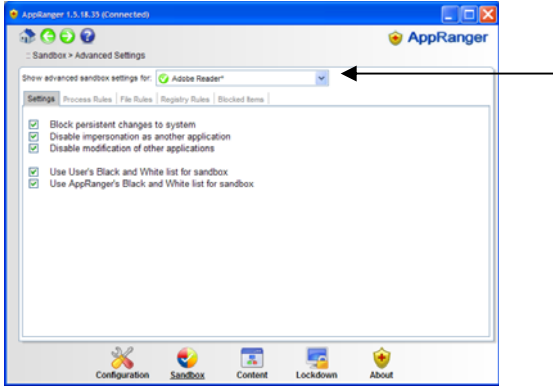 AppRanger 1.5.18.35 (Connected)
AppRanger
:: Sandbox > Advanced Settings
Show advanced sandbox settings for: Adobe Reader*
Settings Process Rules File Rules Registry Rules Blocked Items
Block persistent changes to system
Disable impersonation as another application
Disable modification of other applications
Use User's Black and White list for sandbox
Use AppRanger's Black and White list for sandbox
Configuration Sandbox Content Lockdown About